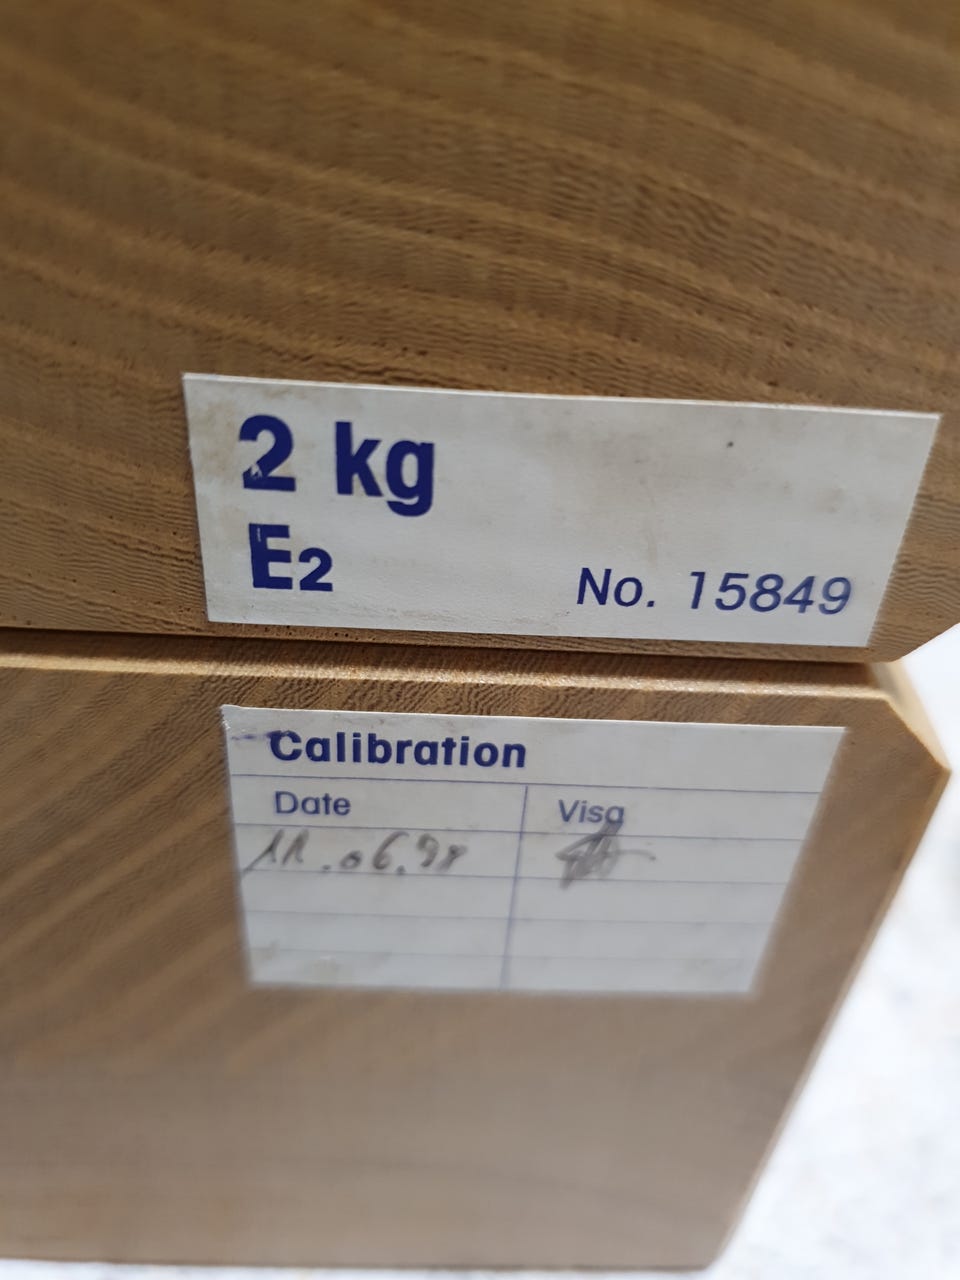 2 kg
E2
No. 15849
Calibration
Date Visa
11.06.98